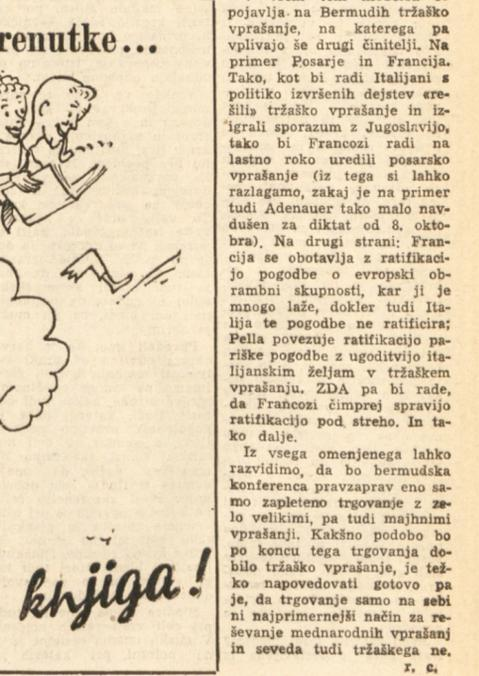 renutke...
knjiga!
pojavlja na Bermudih tržaško
vprašanje, na katerega pa
vplivajo še drugi činitelji. Na
primer Posarje in Francija.
Tako, kot bi radi Italijani s
politiko izvršenih dejstev «re-
šili» tržaško vprašanje in iz-
igrali sporazum z Jugoslavijo,
tako bi Francozi radi na
lastno roko uredili posarsko
vprašanje (iz tega si lahko
razlagamo, zakaj je na primer
tudi Adenauer tako malo nav-
dušen za diktat od 8. okto-
bra). Na drugi strani: Fran-
cija se obotavlja z ratifikaci-
jo pogodbe o evropski ob-
rambni skupnosti, kar ji je
mnogo laže, dokler tudi Ita-
lija te pogodbe ne ratificira;
Pella povezuje ratifikacijo pa-
riške pogodbe z ugoditvijo ita-
lijanskim željam v tržaškem
vprašanju. ZDA pa bi rade,
da Francozi čimprej spravijo
ratifikacijo pod streho. In ta-
ko dalje.
Iz vsega omenjenega lahko
razvidimo, da bo bermudska
konferenca pravzaprav eno sa-
mo zapleteno trgovanje z ze-
lo velikimi, pa tudi majhnimi
vprašanji. Kakšno podobo bo
po koncu tega trgovanja do-
bilo tržaško vprašanje, je tež-
ko napovedovati gotovo pa
je, da trgovanje samo na sebi
ni najprimernejši način za re-
ševanje mednarodnih vprašanj
in seveda tudi tržaškega ne.
r. c.